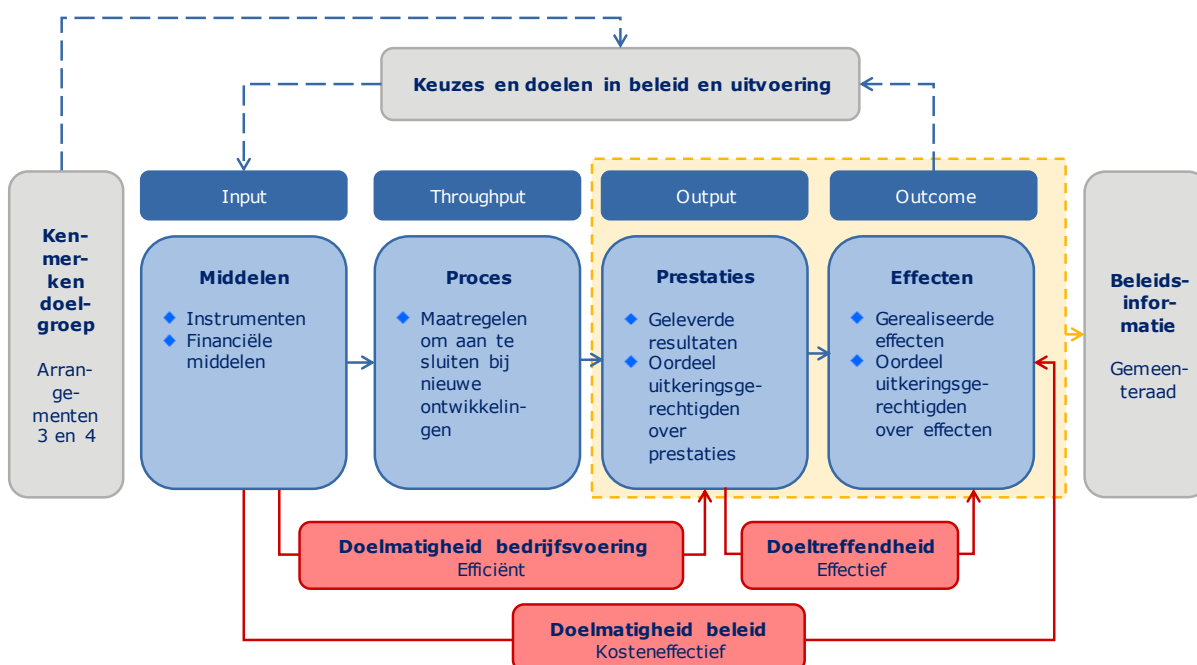 Keuzes en doelen in beleid en uitvoering
Ken-
mer-
ken
doel-
groep
Arran-
ge-
menten
3 en 4
Input
Throughput
Output
Outcome
Middelen
Instrumenten
Financiële
middelen
Proces
Maatregelen
om aan te
sluiten bij
nieuwe
ontwikkelin-
gen
Prestaties
Geleverde
resultaten
Oordeel
uitkeringsge-
rechtigden
over
prestaties
Effecten
Gerealiseerde
effecten
Oordeel
uitkeringsge-
rechtigden
over effecten
Beleids-
infor-
matie
Gemeen-
teraad
Doelmatigheid bedrijfsvoering
Efficiënt
Doeltreffendheid
Effectief
Doelmatigheid beleid
Kosteneffectief